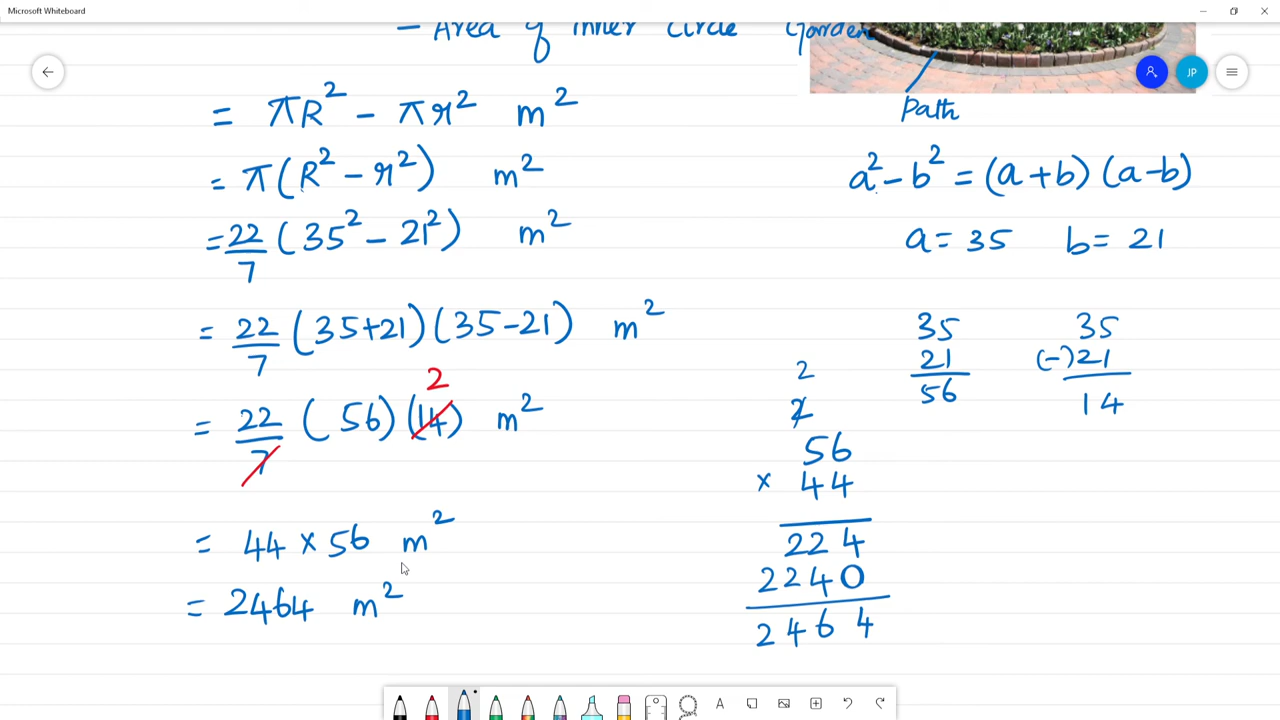 Microsoft Whiteboard
- Area of inner circle Garden
JP
Path
= πR² - πr² m²
= π(R² - r²) m²
a² - b² = (a+b) (a-b)
= 22/7 (35² - 21²) m²
a = 35 b = 21
= 22/7 (35+21) (35-21) m²
35
21
56
35
(-) 21
14
2
= 22/7 (56) (14) m²
2
2
56
× 44
224
2240
2464
= 44 × 56 m²
= 2464 m²
A